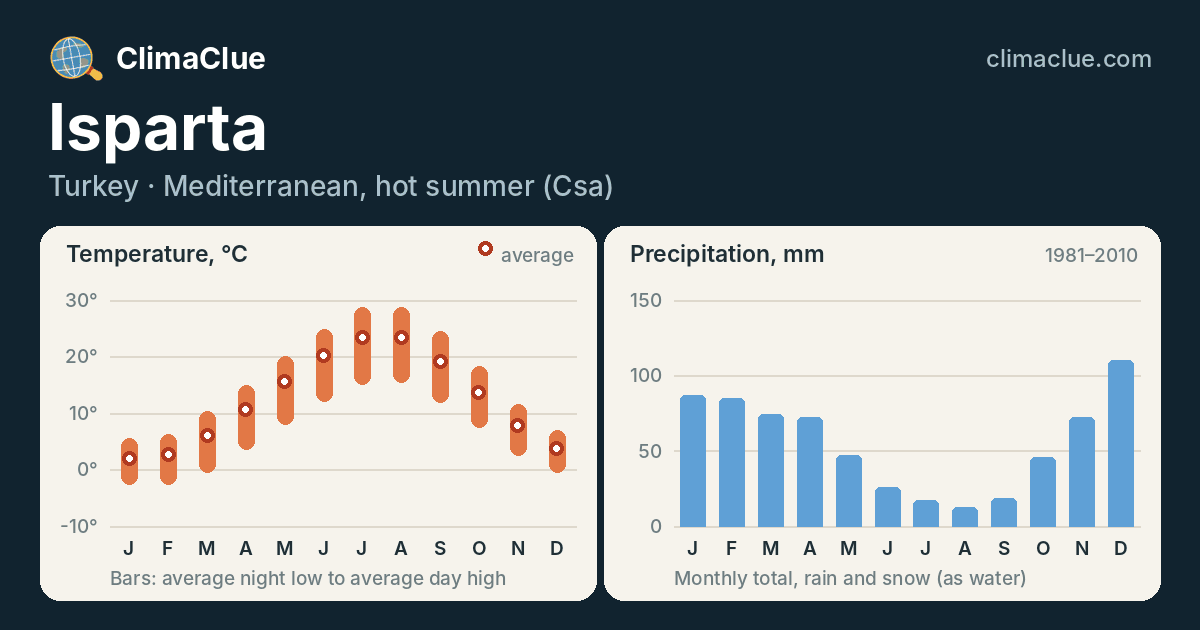 ClimaClue
climaclue.com
Isparta
Turkey · Mediterranean, hot summer (Csa)
Temperature, °C
average
30°
20°
10°
0°
-10°
J F M A M J J A S O N D
Bars: average night low to average day high
Precipitation, mm
1981–2010
150
100
50
0
J F M A M J J A S O N D
Monthly total, rain and snow (as water)